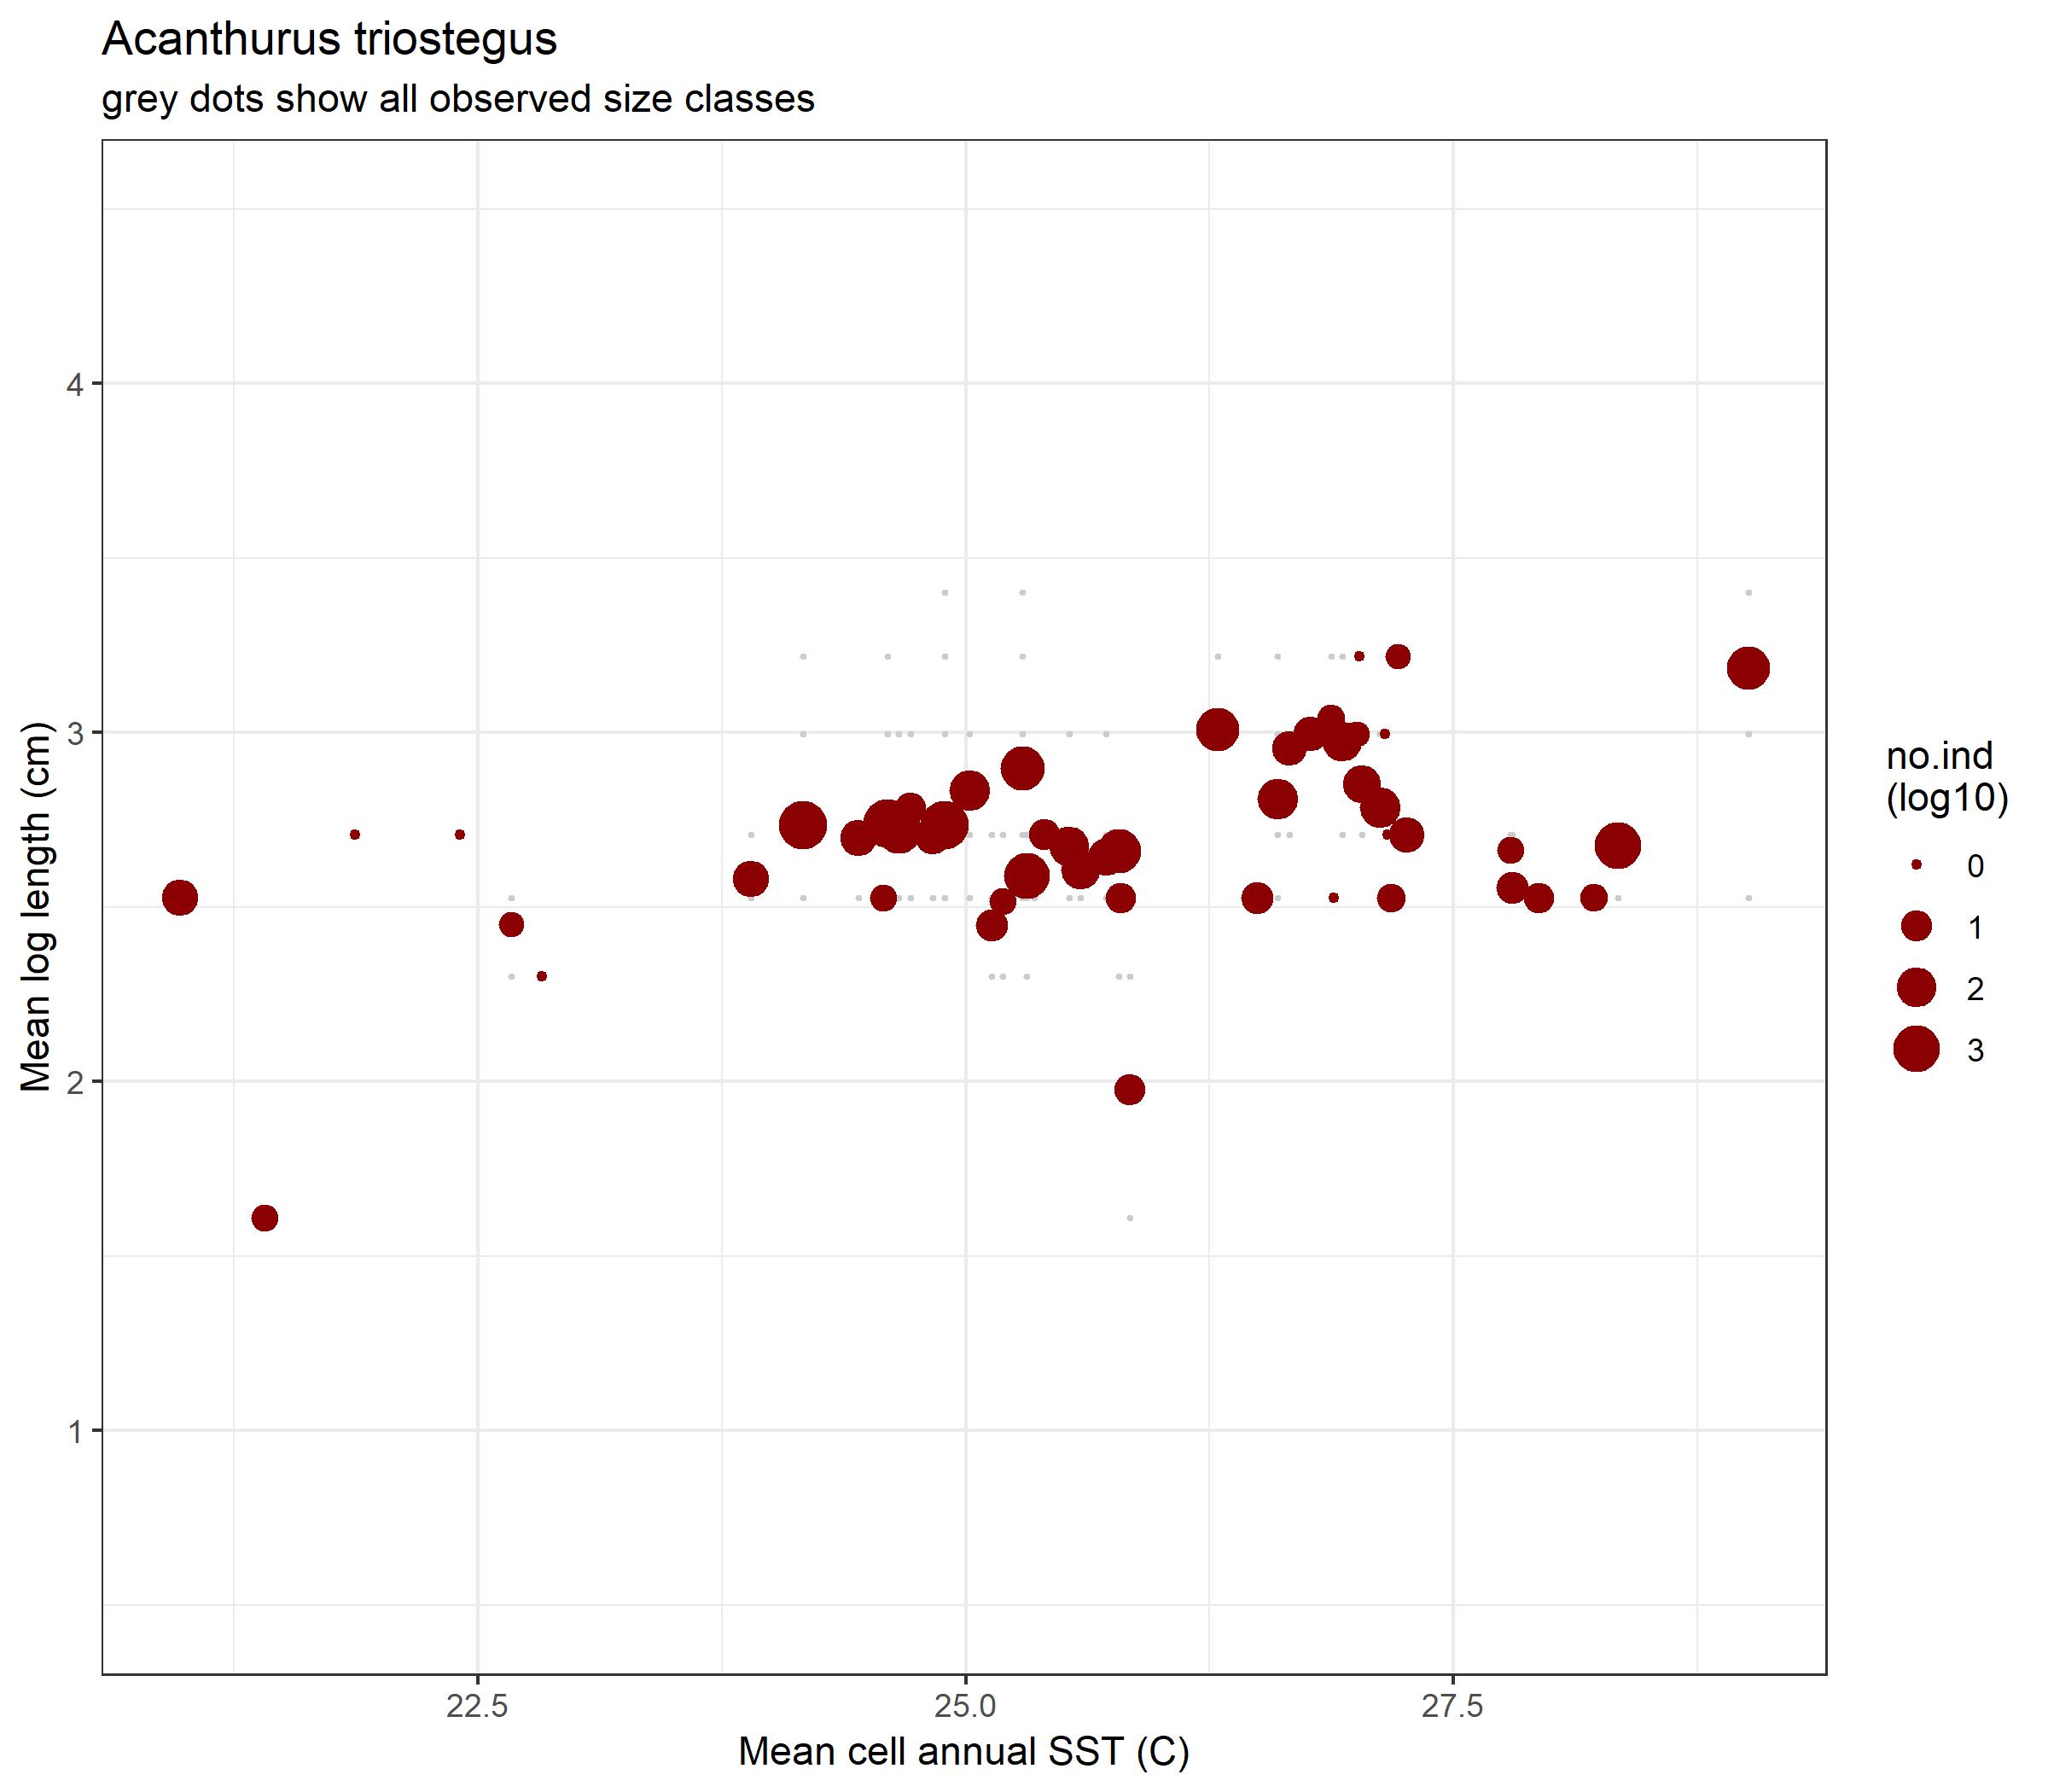 Acanthurus triostegus
grey dots show all observed size classes
Mean log length (cm)
4
3
2
1
22.5
25.0
27.5
Mean cell annual SST (C)
no.ind
(log10)
0
1
2
3